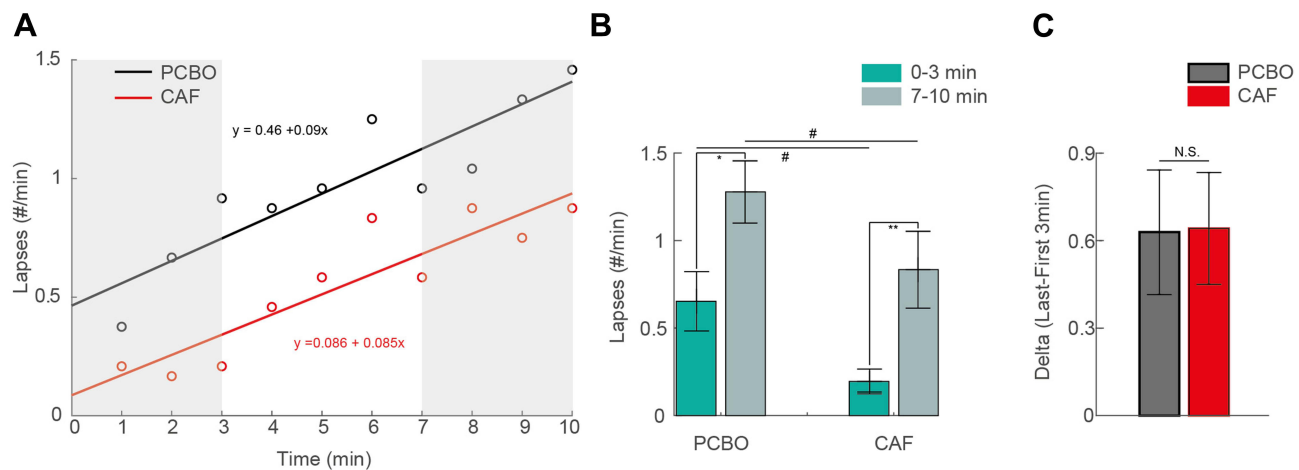 A
1.5
PCBO
CAF
y = 0.46 +0.09x
1
Lapses (#/min)
0.5
y =0.086 + 0.085x
0
0 1 2 3 4 5 6 7 8 9 10
Time (min)
B
0-3 min
7-10 min
#
#
1.5
*
1
**
Lapses (#/min)
0.5
0
PCBO CAF
C
PCBO
CAF
0.9
N.S.
0.6
Delta (Last-First 3min)
0.3
0